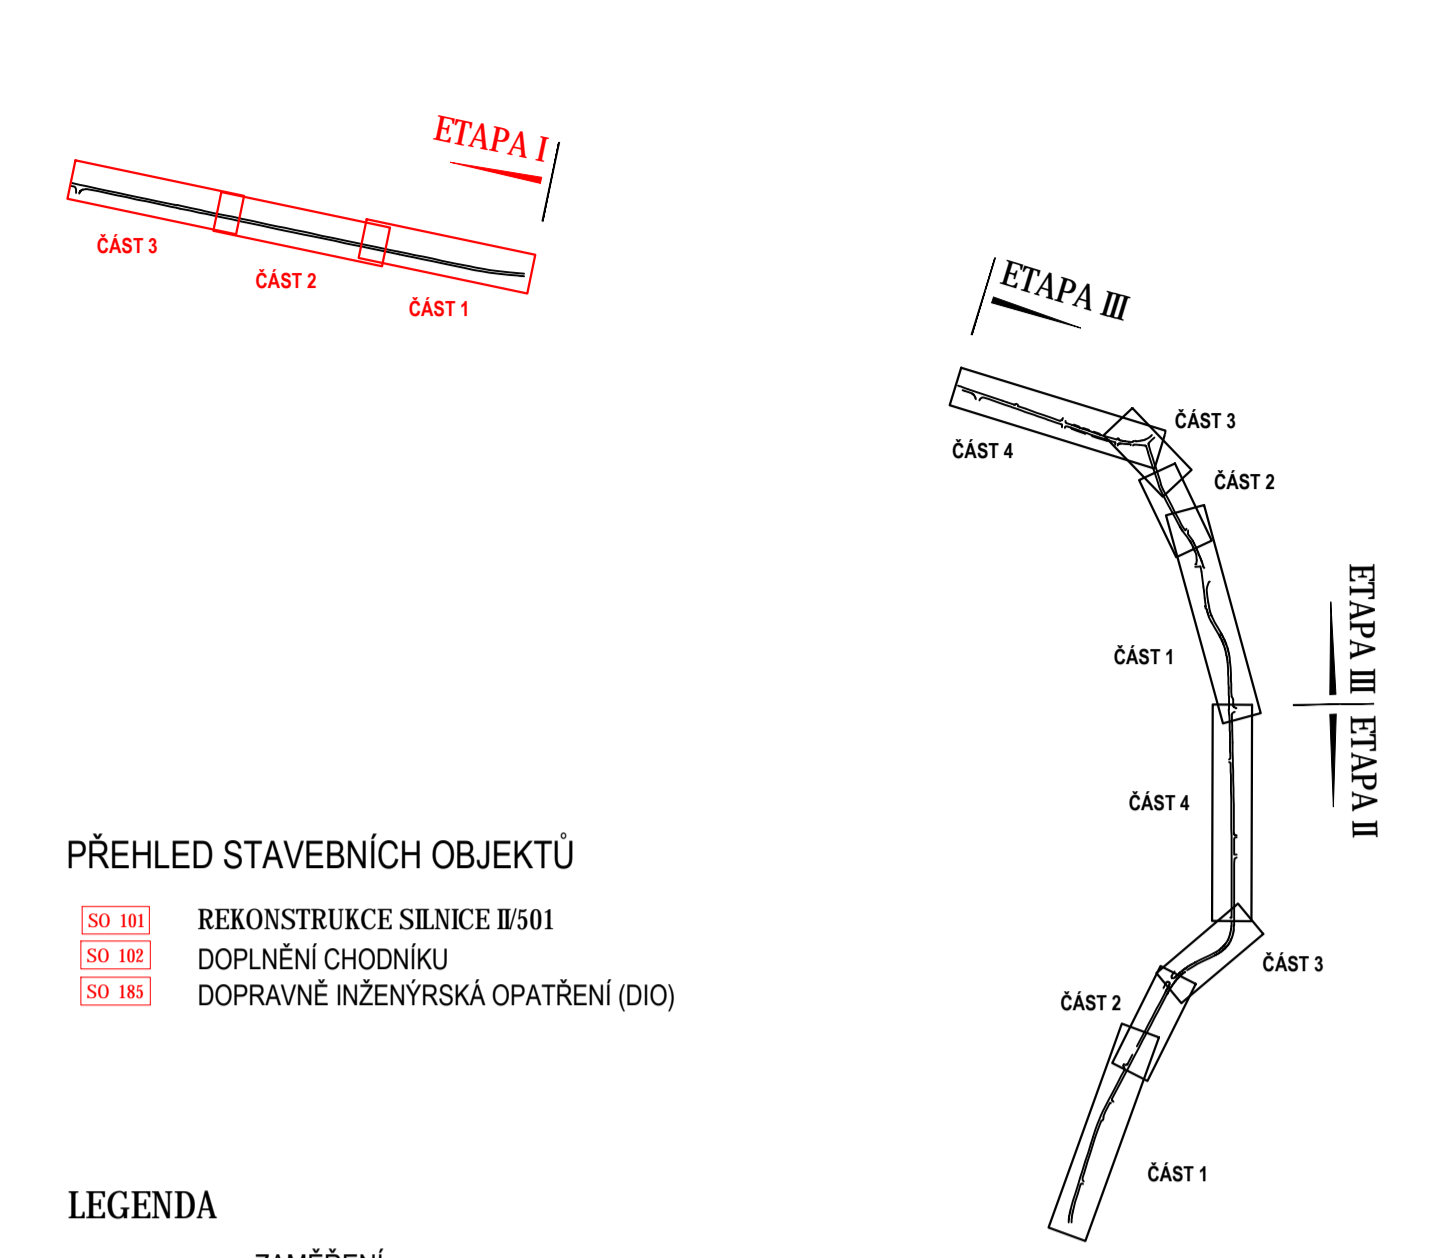 ETAPA I
ČÁST 3
ČÁST 2
ČÁST 1
ETAPA III
ČÁST 3
ČÁST 4
ČÁST 2
ČÁST 1
ETAPA III
ETAPA II
ČÁST 4
ČÁST 3
ČÁST 2
ČÁST 1
PŘEHLED STAVEBNÍCH OBJEKTŮ
SO 101 REKONSTRUKCE SILNICE II/501
SO 102 DOPLNĚNÍ CHODNÍKU
SO 185 DOPRAVNĚ INŽENÝRSKÁ OPATŘENÍ (DIO)
LEGENDA
ZAMĚŘENÍ